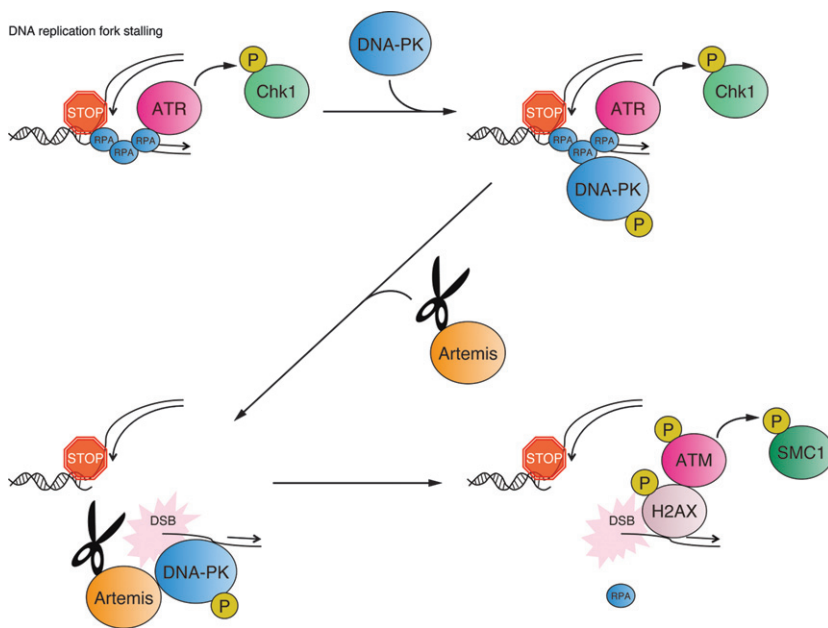 DNA replication fork stalling
STOP
ATR
P
Chk1
RPA
RPA
RPA
DNA-PK
STOP
ATR
P
Chk1
RPA
RPA
RPA
DNA-PK
P
Artemis
STOP
DSB
Artemis
DNA-PK
P
STOP
P
ATM
P
SMC1
P
H2AX
DSB
RPA